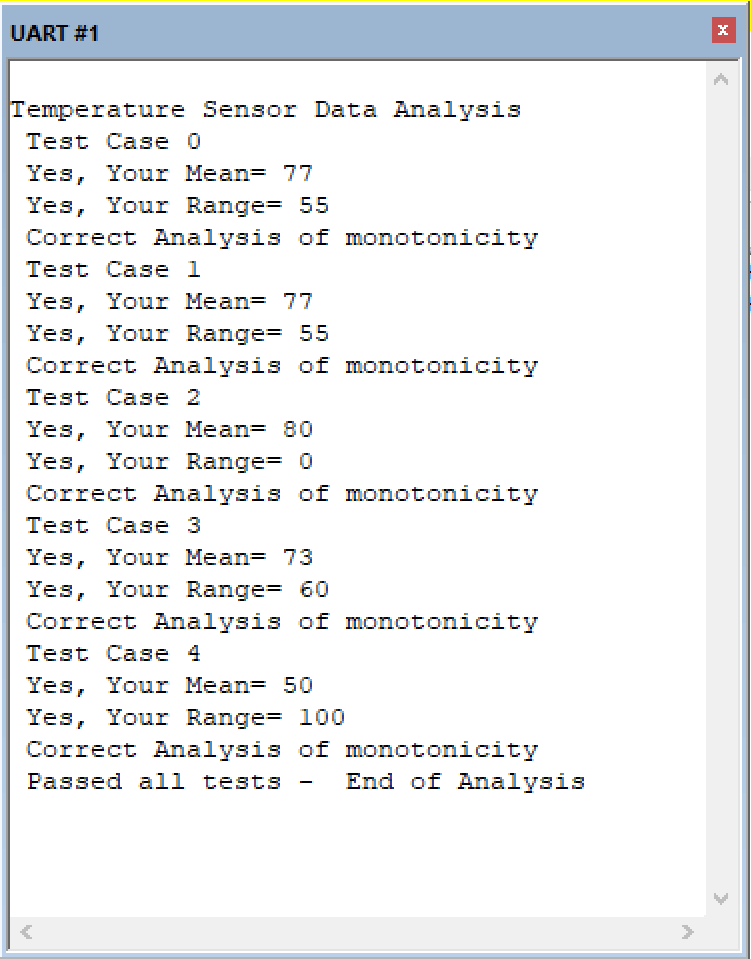 UART #1
x
Temperature Sensor Data Analysis
Test Case 0
Yes, Your Mean= 77
Yes, Your Range= 55
Correct Analysis of monotonicity
Test Case 1
Yes, Your Mean= 77
Yes, Your Range= 55
Correct Analysis of monotonicity
Test Case 2
Yes, Your Mean= 80
Yes, Your Range= 0
Correct Analysis of monotonicity
Test Case 3
Yes, Your Mean= 73
Yes, Your Range= 60
Correct Analysis of monotonicity
Test Case 4
Yes, Your Mean= 50
Yes, Your Range= 100
Correct Analysis of monotonicity
Passed all tests -  End of Analysis